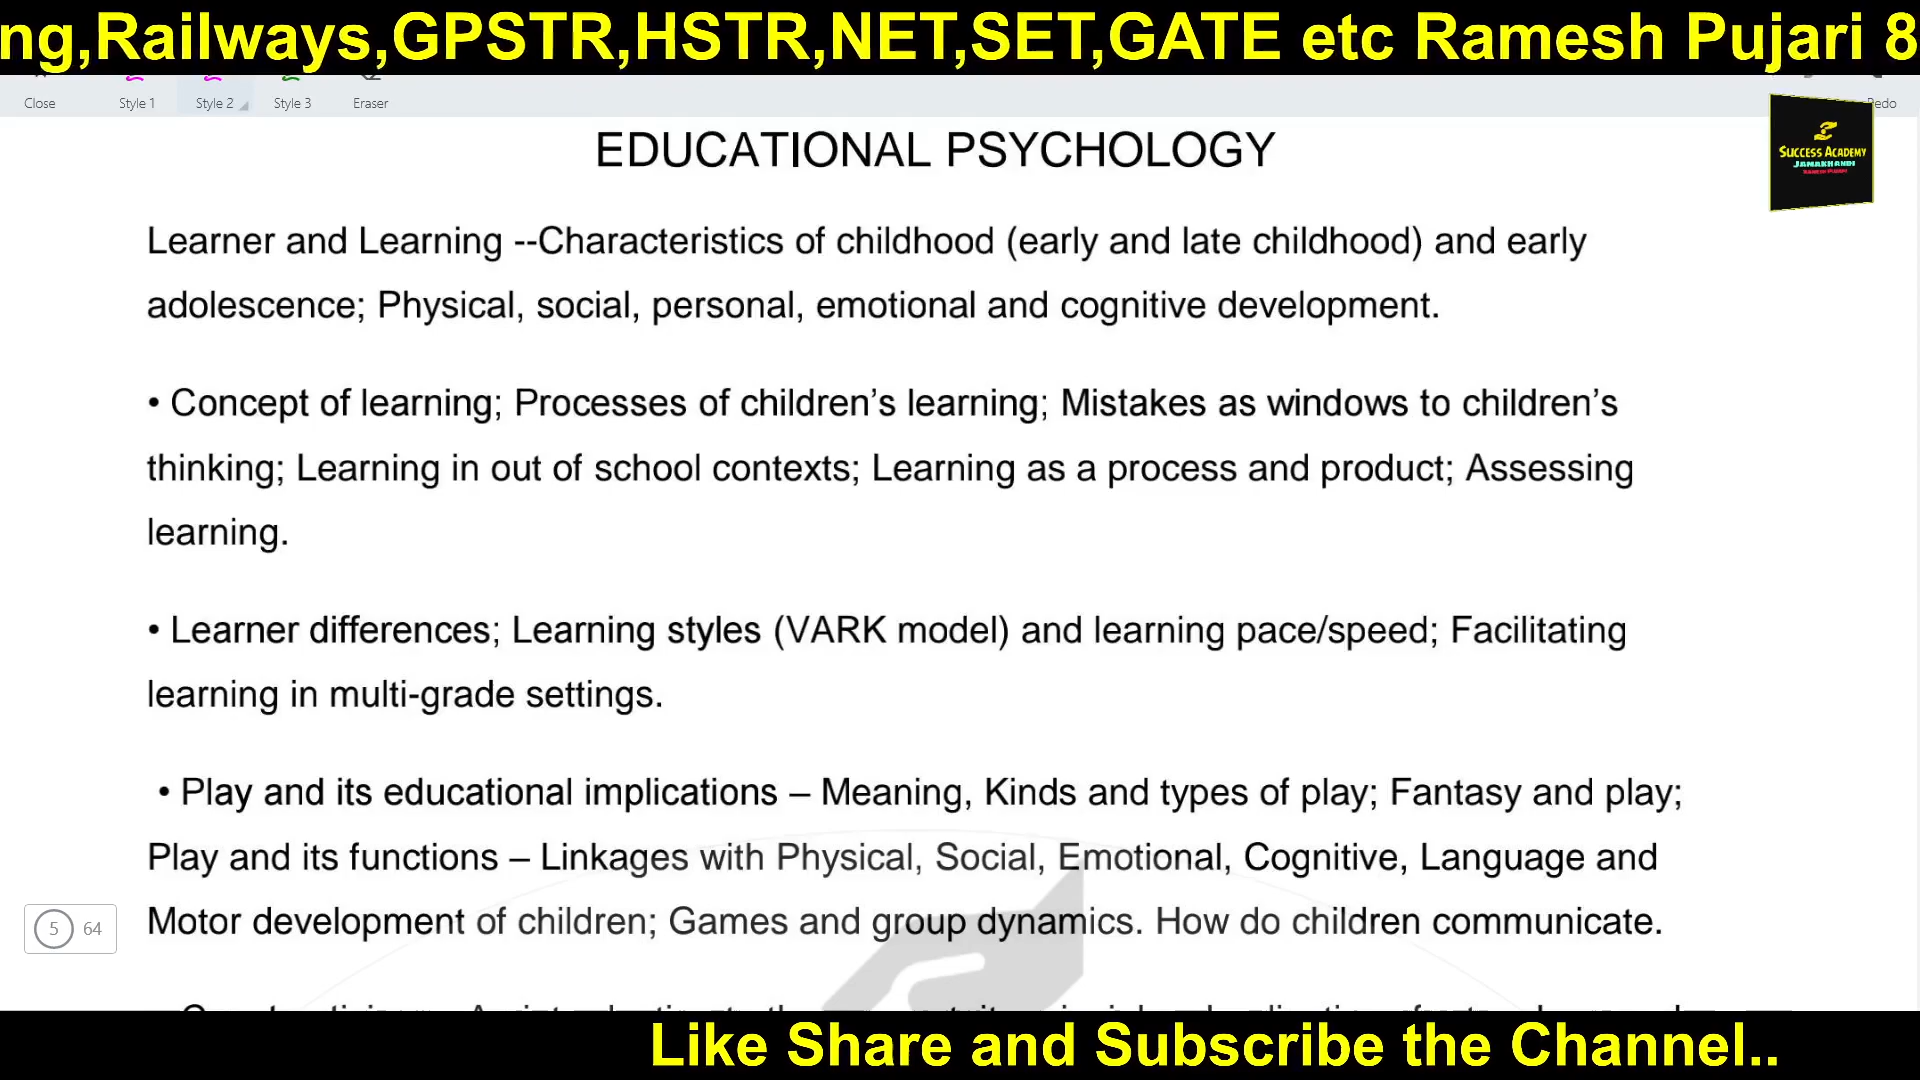 ng,Railways,GPSTR,HSTR,NET,SET,GATE etc Ramesh Pujari 8
Close
Style 1
Style 2
Style 3
Eraser
Redo
SUCCESS ACADEMY
JAMAKHANDI
RAMESH PUJARI
EDUCATIONAL PSYCHOLOGY
Learner and Learning --Characteristics of childhood (early and late childhood) and early
adolescence; Physical, social, personal, emotional and cognitive development.
• Concept of learning; Processes of children’s learning; Mistakes as windows to children’s
thinking; Learning in out of school contexts; Learning as a process and product; Assessing
learning.
• Learner differences; Learning styles (VARK model) and learning pace/speed; Facilitating
learning in multi-grade settings.
• Play and its educational implications – Meaning, Kinds and types of play; Fantasy and play;
Play and its functions – Linkages with Physical, Social, Emotional, Cognitive, Language and
Motor development of children; Games and group dynamics. How do children communicate.
5 64
Like Share and Subscribe the Channel..